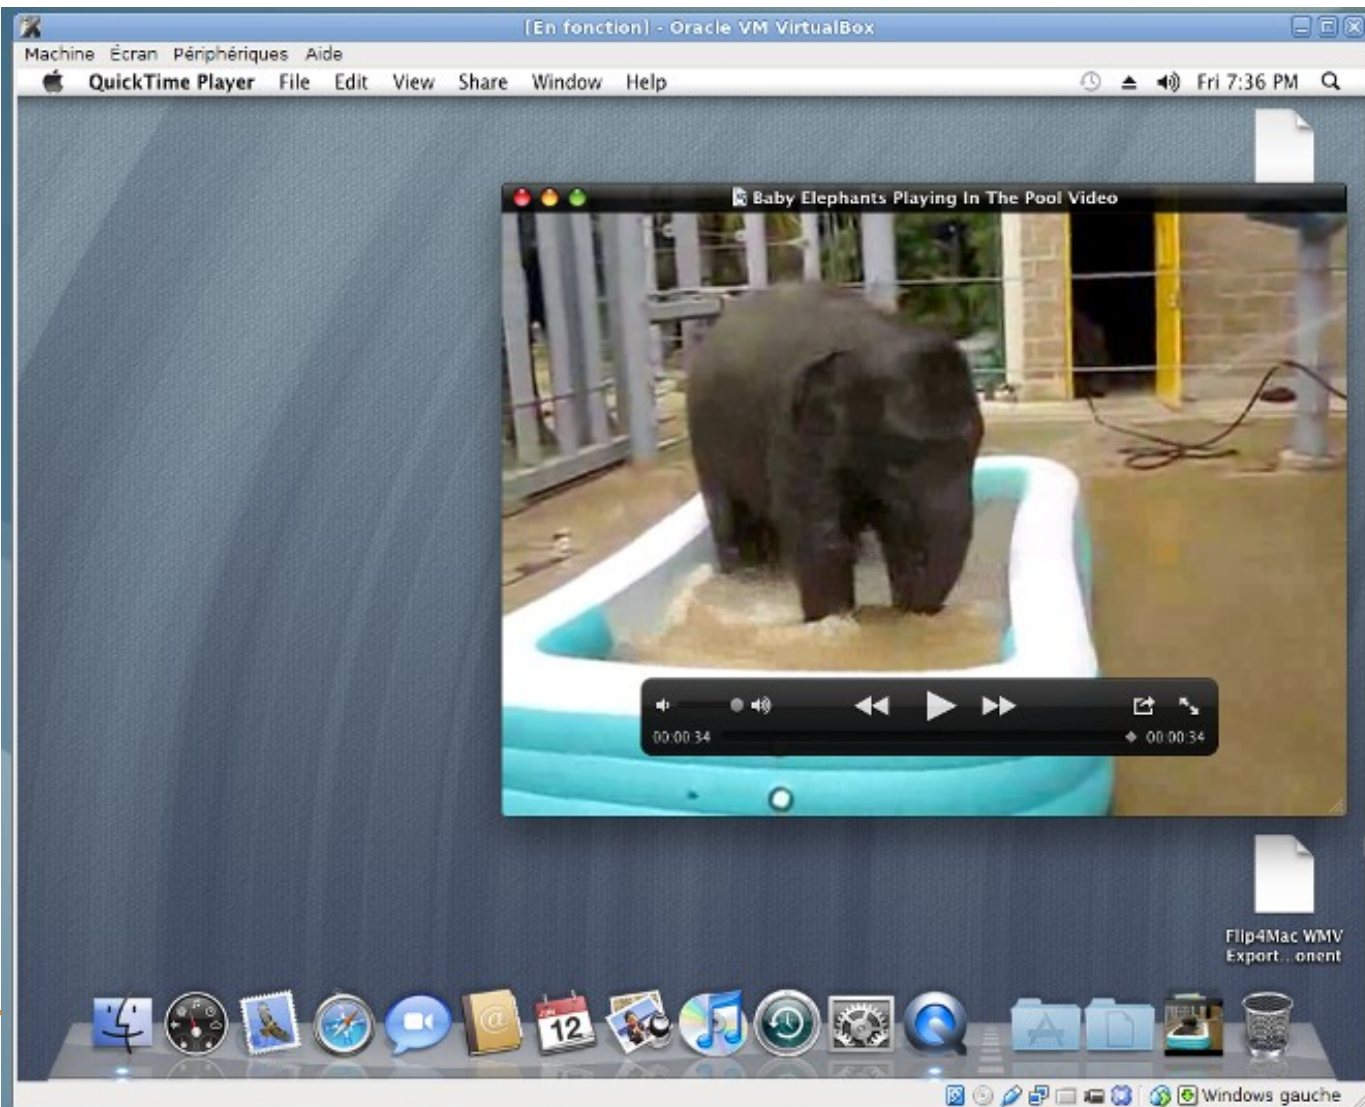 [En fonction] - Oracle VM VirtualBox
Machine Écran Périphériques Aide
QuickTime Player File Edit View Share Window Help Fri 7:36 PM
Baby Elephants Playing In The Pool Video
00:00:34 00:00:34
Flip4Mac WMV
Export...onent
@
JUN
12
Windows gauche